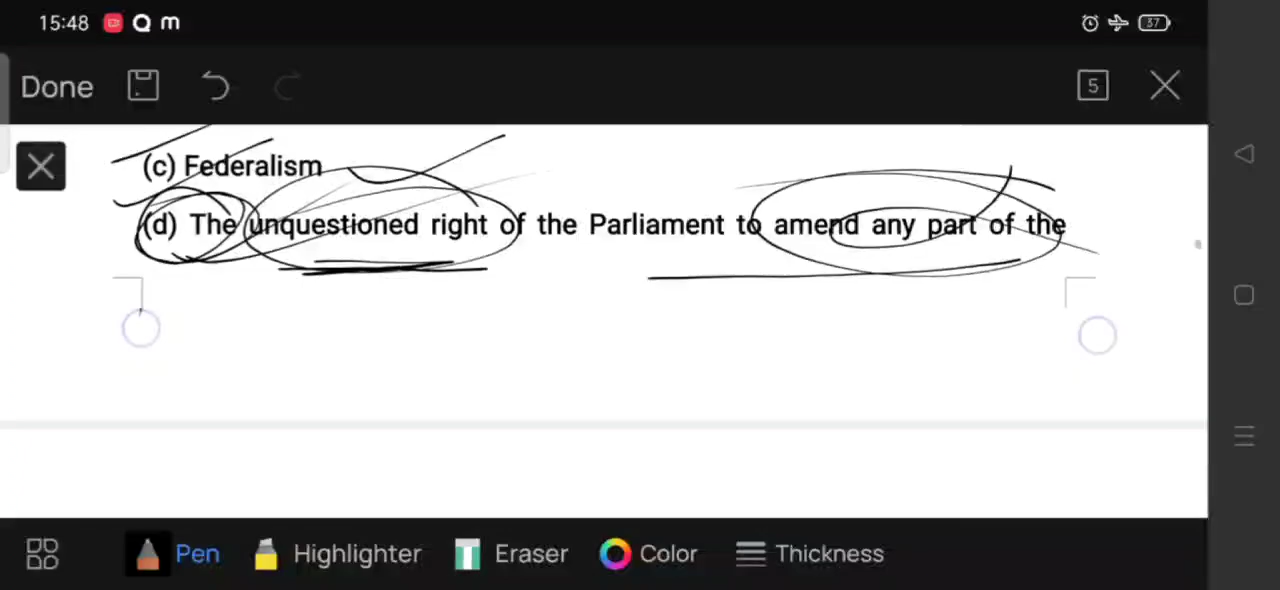 15:48 m 37
Done 5
(c) Federalism
(d) The unquestioned right of the Parliament to amend any part of the
Pen Highlighter Eraser Color Thickness